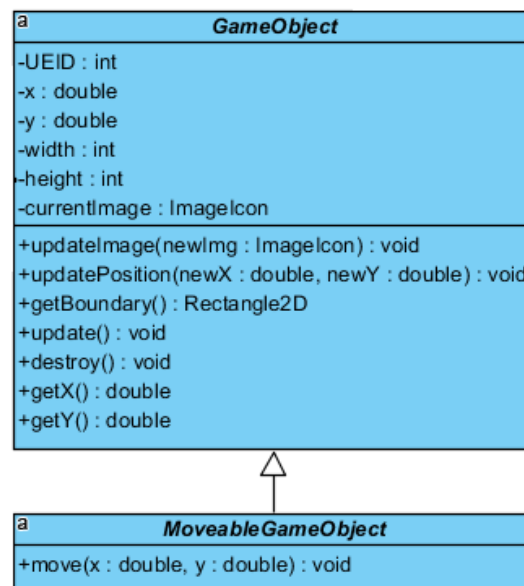 a
GameObject
-UEID : int
-x : double
-y : double
-width : int
-height : int
-currentImage : ImageIcon
+updateImage(newImg : ImageIcon) : void
+updatePosition(newX : double, newY : double) : void
+getBoundary() : Rectangle2D
+update() : void
+destroy() : void
+getX() : double
+getY() : double
a
MoveableGameObject
+move(x : double, y : double) : void